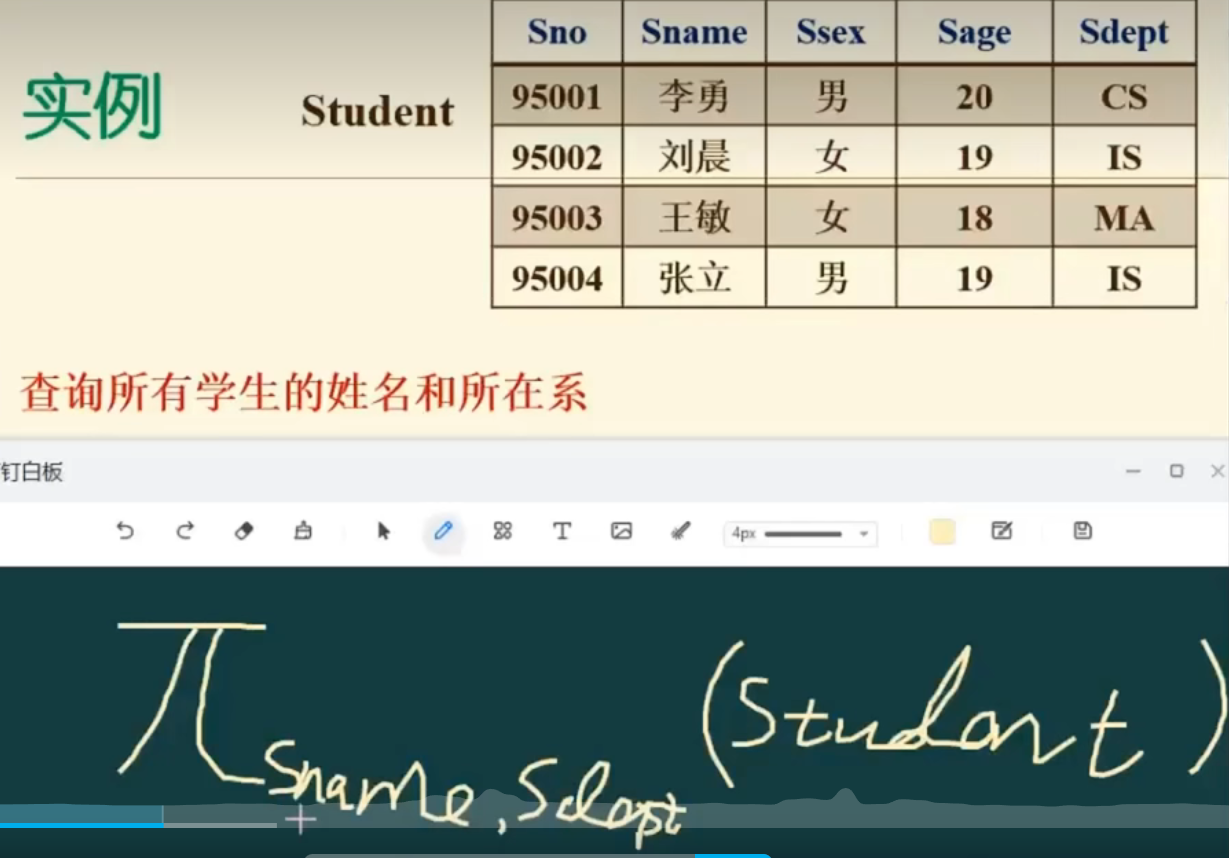 Sno Sname Ssex Sage Sdept
实例 Student 95001 李勇 男 20 CS
95002 刘晨 女 19 IS
95003 王敏 女 18 MA
95004 张立 男 19 IS
查询所有学生的姓名和所在系
钉白板
T 4px
π Sname, Sdept (Student)